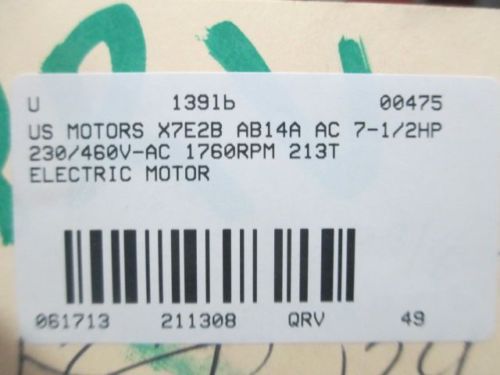 U 139lb 00475
US MOTORS X7E2B AB14A AC 7-1/2HP
230/460V-AC 1760RPM 213T
ELECTRIC MOTOR
061713 211308 QRV 49